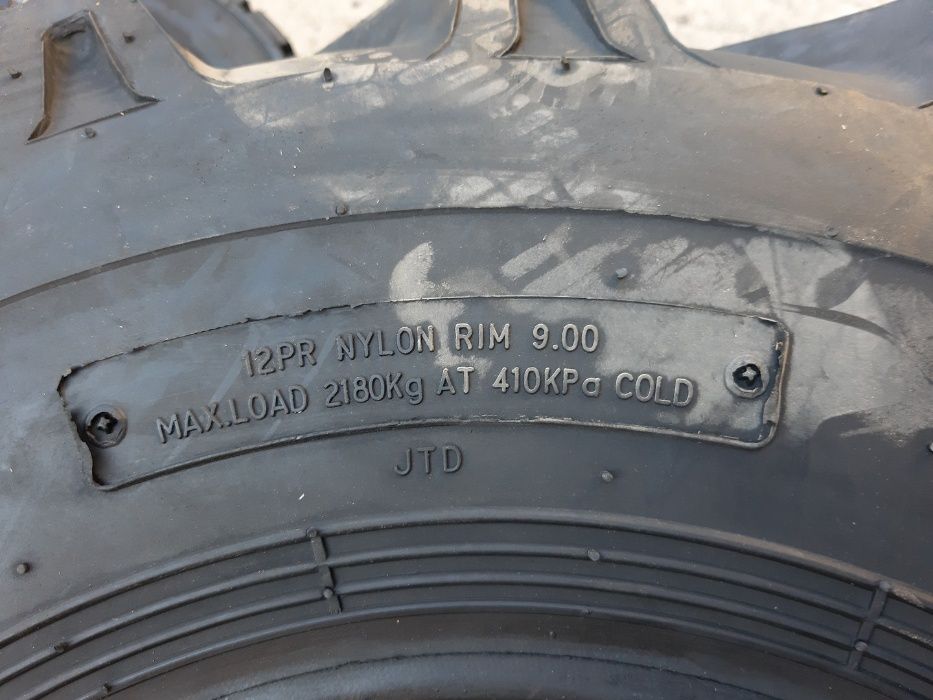 12PR NYLON RIM 9.00
MAX.LOAD 2180Kg AT 410KPa COLD
JTD